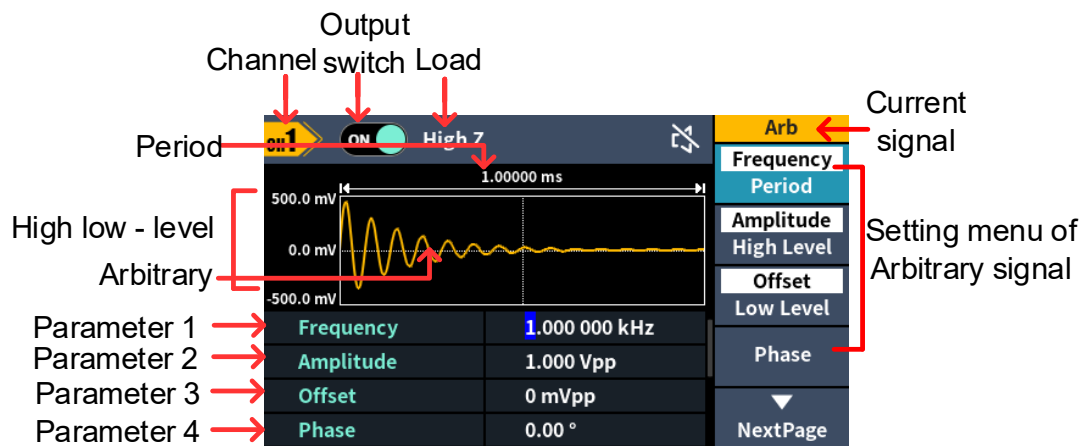 Output
Channel switch Load
Current
signal
CH1 ON High Z Arb
Period
1.00000 ms
Frequency
Period
500.0 mV
High low - level
0.0 mV
Arbitrary
-500.0 mV
Amplitude
High Level
Offset
Low Level
Setting menu of
Arbitrary signal
Parameter 1 Frequency 1.000 000 kHz
Parameter 2 Amplitude 1.000 Vpp
Phase
Parameter 3 Offset 0 mVpp
Parameter 4 Phase 0.00 °
NextPage